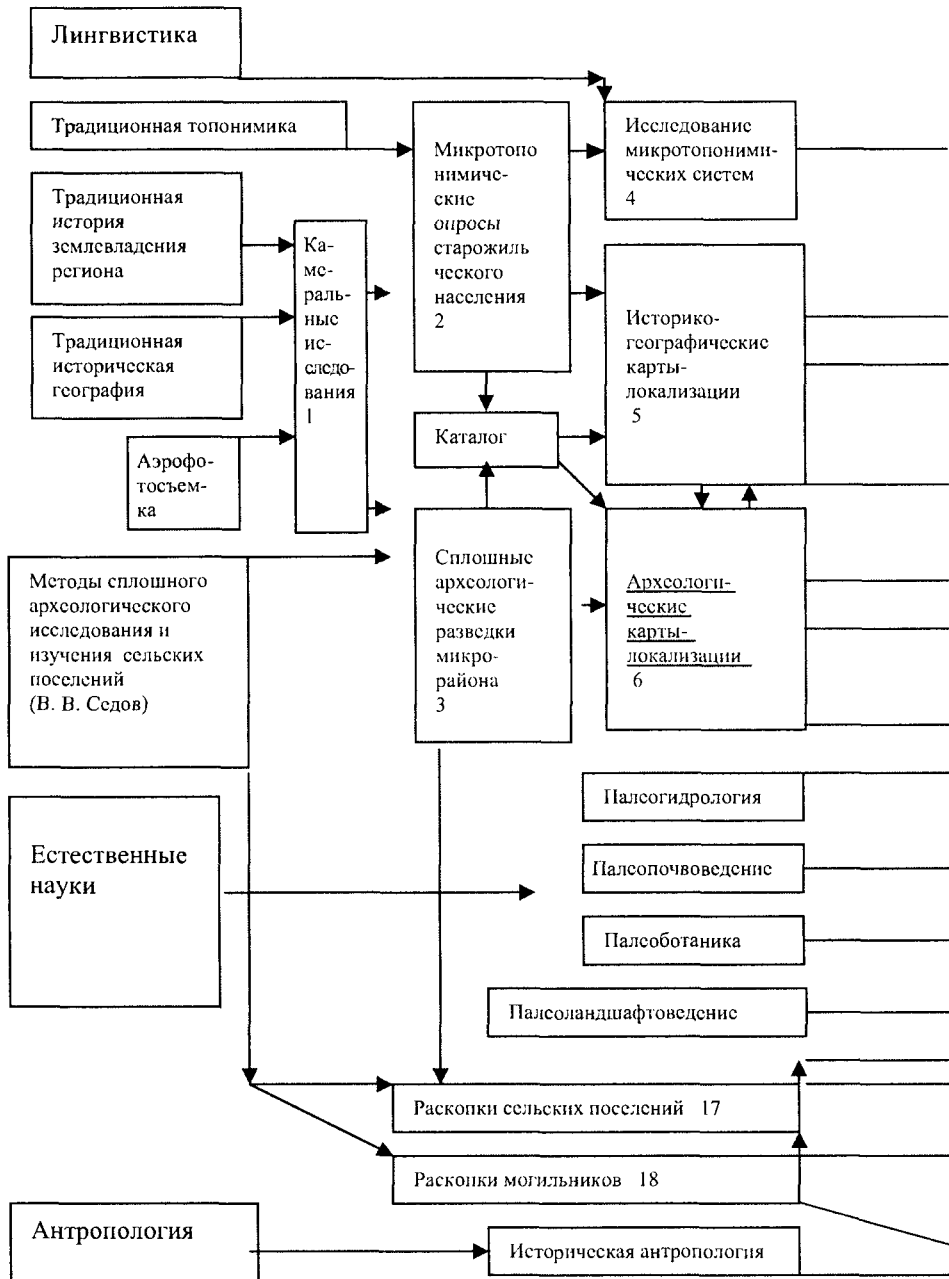 Лингвистика
Традиционная топонимика
Традиционная
история
землевладения
региона
Традиционная
историческая
география
Аэрофо-
тосъем-
ка
Ка-
ме-
раль-
ные
ис-
следо-
вания
1
Микротопо
нимиче-
ские
опросы
старожиль
ческого
населения
2
Исследование
микротопоними-
ческих систем
4
Историко-
географические
карты-
локализации
5
Каталог
Методы сплошного
археологического
исследования и
изучения сельских
поселений
(В. В. Седов)
Сплошные
археологи-
ческие
разведки
микро-
района
3
Археологи-
ческие
карты-
локализации
6
Естественные
науки
Палеогидрология
Палеопочвоведение
Палеоботаника
Палеоландшафтоведение
Раскопки сельских поселений 17
Раскопки могильников 18
Антропология
Историческая антропология